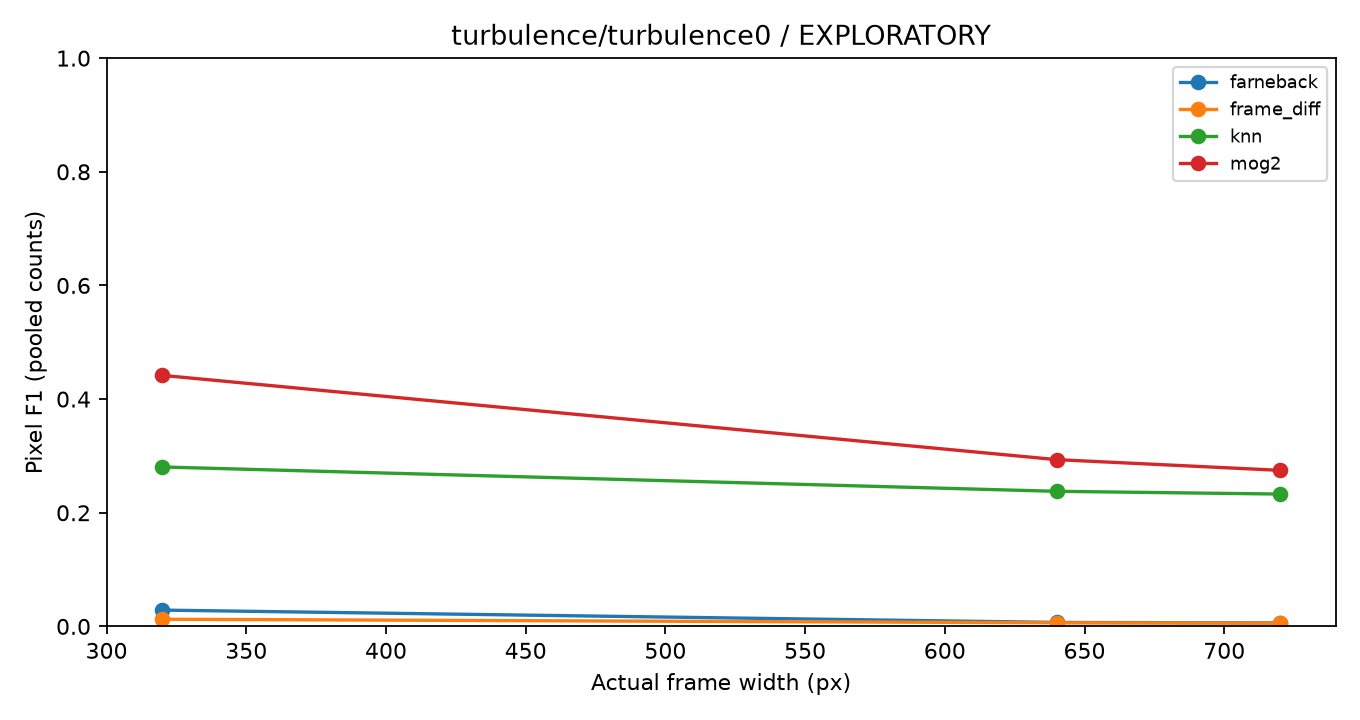 turbulence/turbulence0 / EXPLORATORY
1.0
0.8
0.6
0.4
0.2
0.0
Pixel F1 (pooled counts)
farneback
frame_diff
knn
mog2
300 350 400 450 500 550 600 650 700
Actual frame width (px)